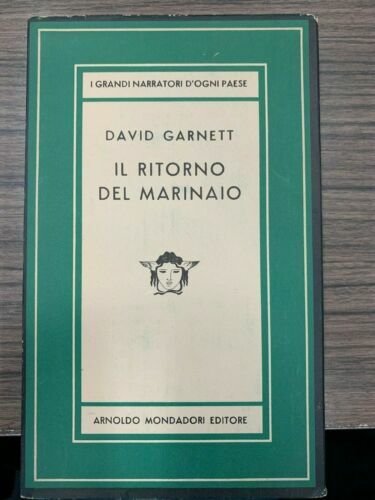 I GRANDI NARRATORI D'OGNI PAESE
DAVID GARNETT
IL RITORNO
DEL MARINAIO
ARNOLDO MONDADORI EDITORE